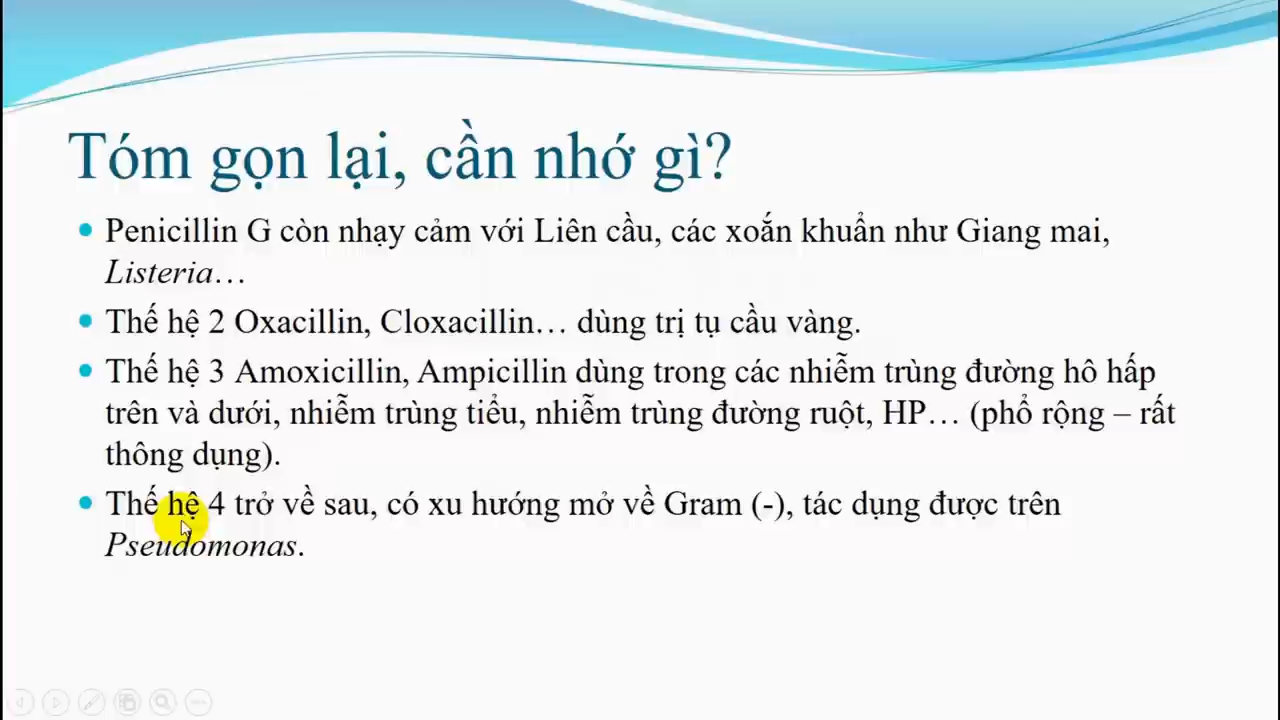 Tóm gọn lại, cần nhớ gì?
Penicillin G còn nhạy cảm với Liên cầu, các xoắn khuẩn như Giang mai,
Listeria…
Thế hệ 2 Oxacillin, Cloxacillin… dùng trị tụ cầu vàng.
Thế hệ 3 Amoxicillin, Ampicillin dùng trong các nhiễm trùng đường hô hấp
trên và dưới, nhiễm trùng tiểu, nhiễm trùng đường ruột, HP… (phổ rộng – rất
thông dụng).
Thế hệ 4 trở về sau, có xu hướng mở về Gram (-), tác dụng được trên
Pseudomonas.